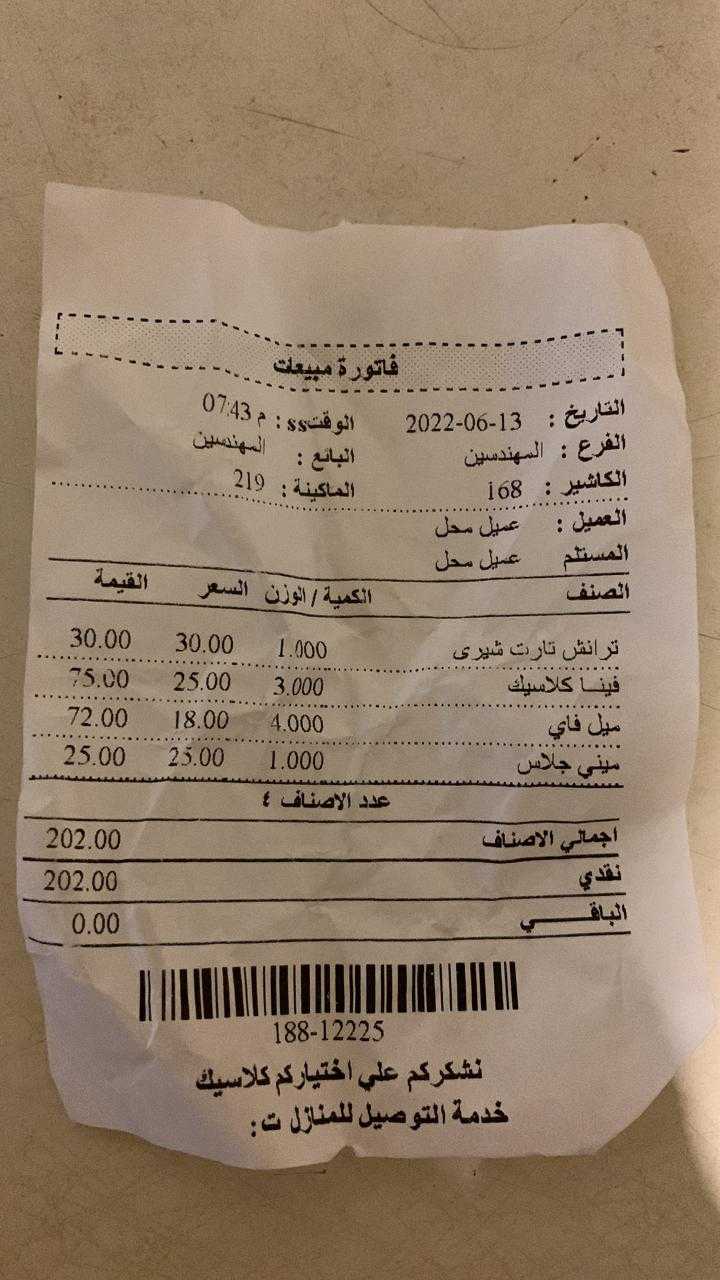 فاتورة مبيعات
التاريخ : 2022-06-13 الوقتss : م 07:43
الفرع : المهندسين البائع : المهندسين
الكاشير : 168 الماكينة : 219
العميل : عميل محل
المستلم عميل محل
الصنف الكمية / الوزن السعر القيمة
ترانش تارت شيرى 1.000 30.00 30.00
فينا كلاسيك 3.000 25.00 75.00
ميل فاي 4.000 18.00 72.00
ميني جلاس 1.000 25.00 25.00
عدد الاصناف ٤
اجمالي الاصناف 202.00
نقدي 202.00
الباقـــــي 0.00
188-12225
نشكركم علي اختياركم كلاسيك
خدمة التوصيل للمنازل ت :